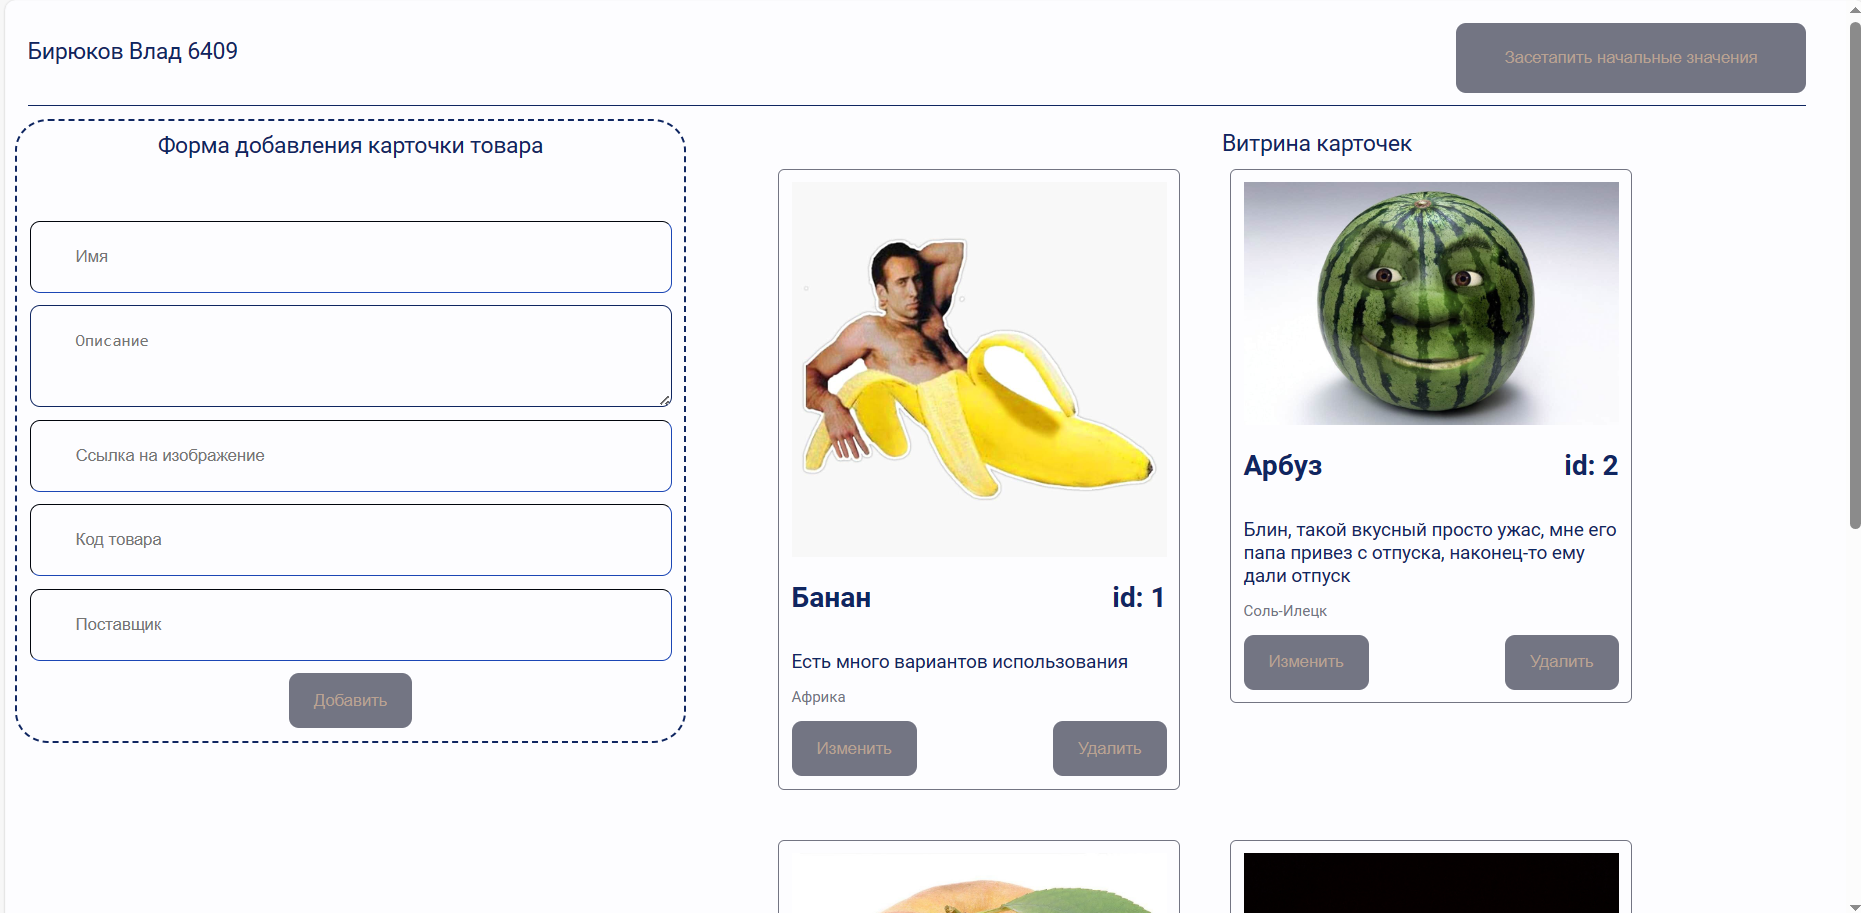 Бирюков Влад 6409
Засетапить начальные значения
Форма добавления карточки товара
Имя
Описание
Ссылка на изображение
Код товара
Поставщик
Добавить
Витрина карточек
Банан id: 1
Есть много вариантов использования
Африка
Изменить Удалить
Арбуз id: 2
Блин, такой вкусный просто ужас, мне его
папа привез с отпуска, наконец-то ему
дали отпуск
Соль-Илецк
Изменить Удалить